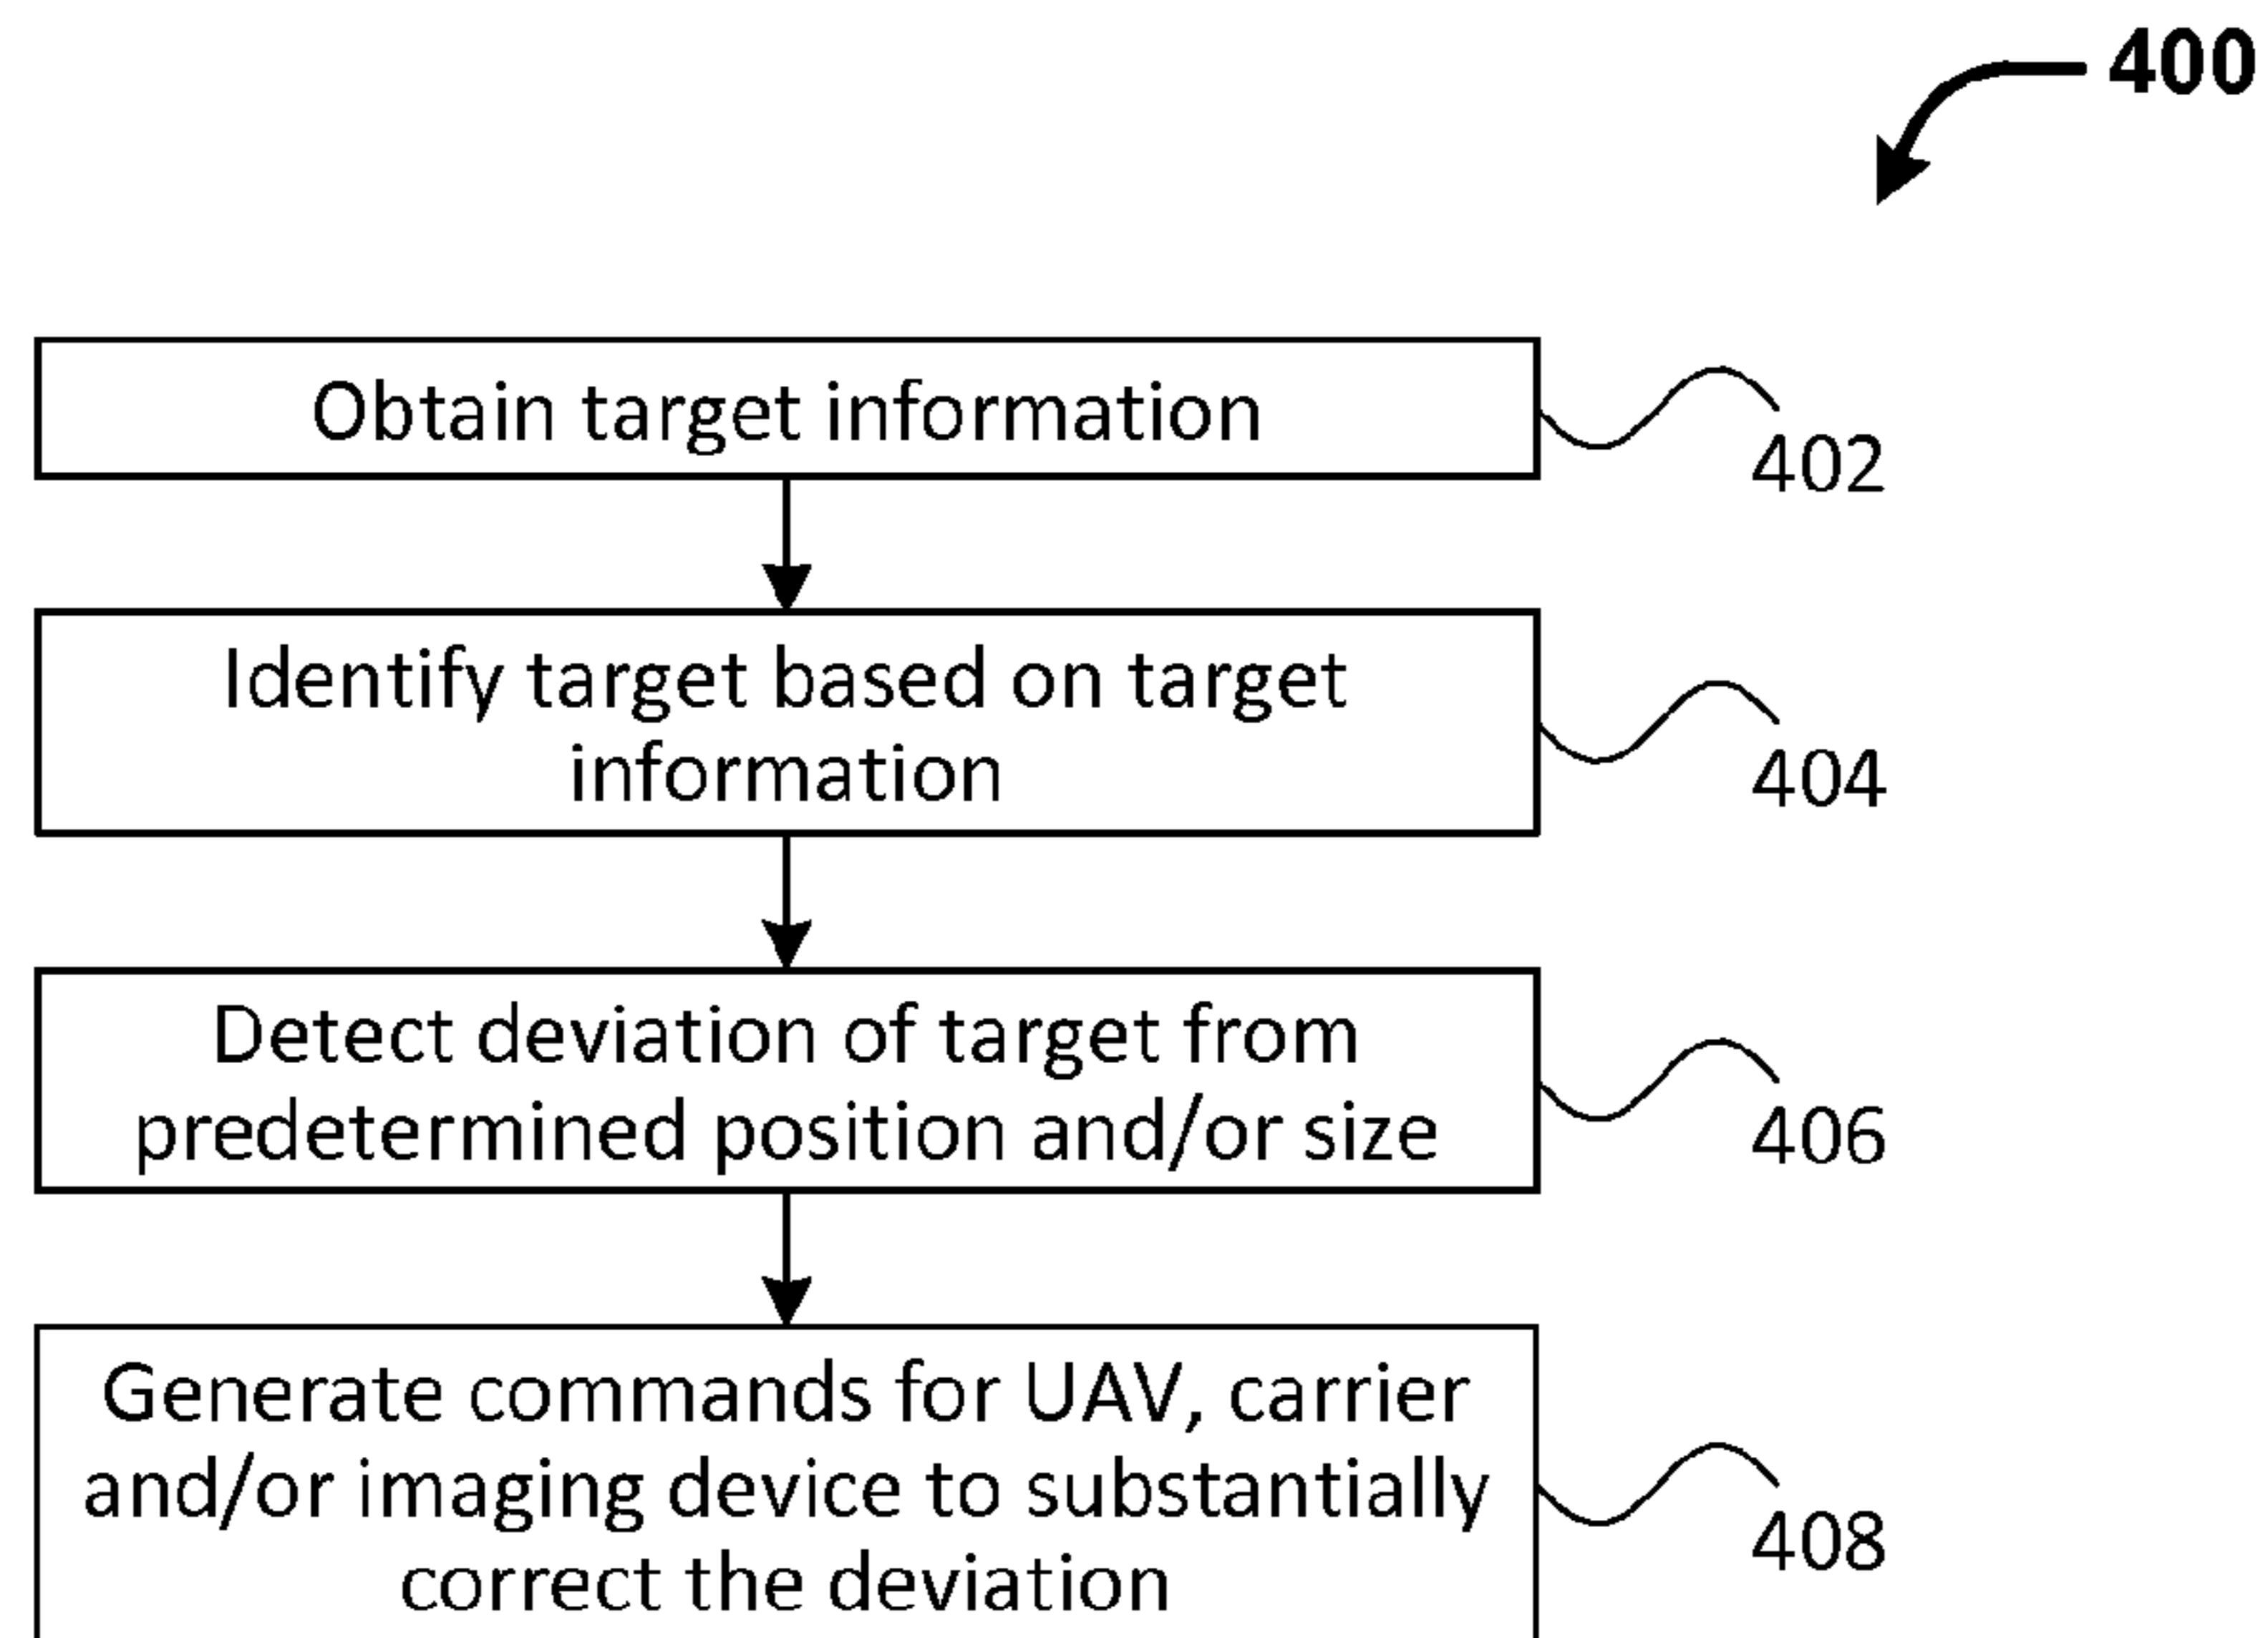 400
Obtain target information
402
Identify target based on target
information
404
Detect deviation of target from
predetermined position and/or size
406
Generate commands for UAV, carrier
and/or imaging device to substantially
correct the deviation
408